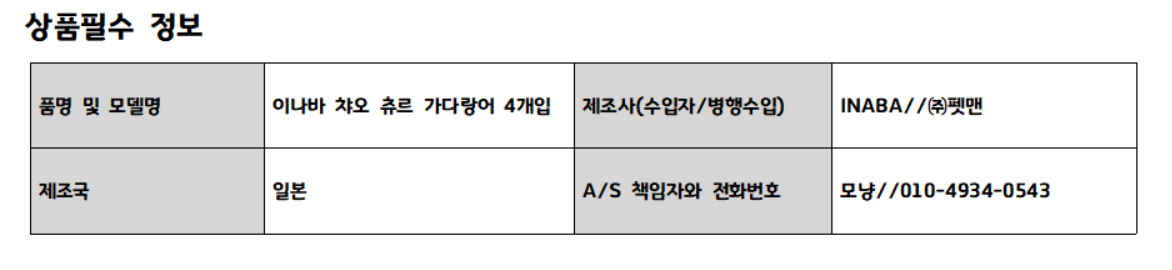 상품필수 정보
품명 및 모델명 이나바 챠오 츄르 가다랑어 4개입 제조사(수입자/병행수입) INABA//㈜펫맨
제조국 일본 A/S 책임자와 전화번호 모냥//010-4934-0543